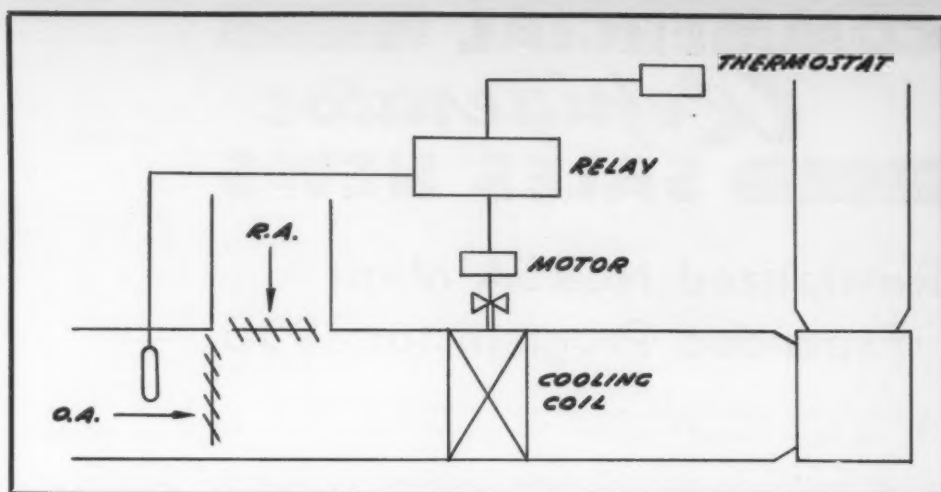 THERMOSTAT
RELAY
R.A.
MOTOR
COOLING
COIL
O.A.